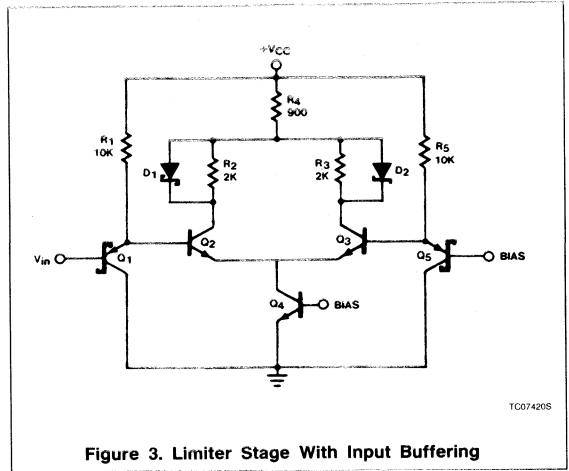 +VCC
R4
900
R1
10K
R5
10K
D1
R2
2K
R3
2K
D2
Vin
Q1
Q2
Q3
Q5
BIAS
Q4
BIAS
TC07420S
Figure 3. Limiter Stage With Input Buffering